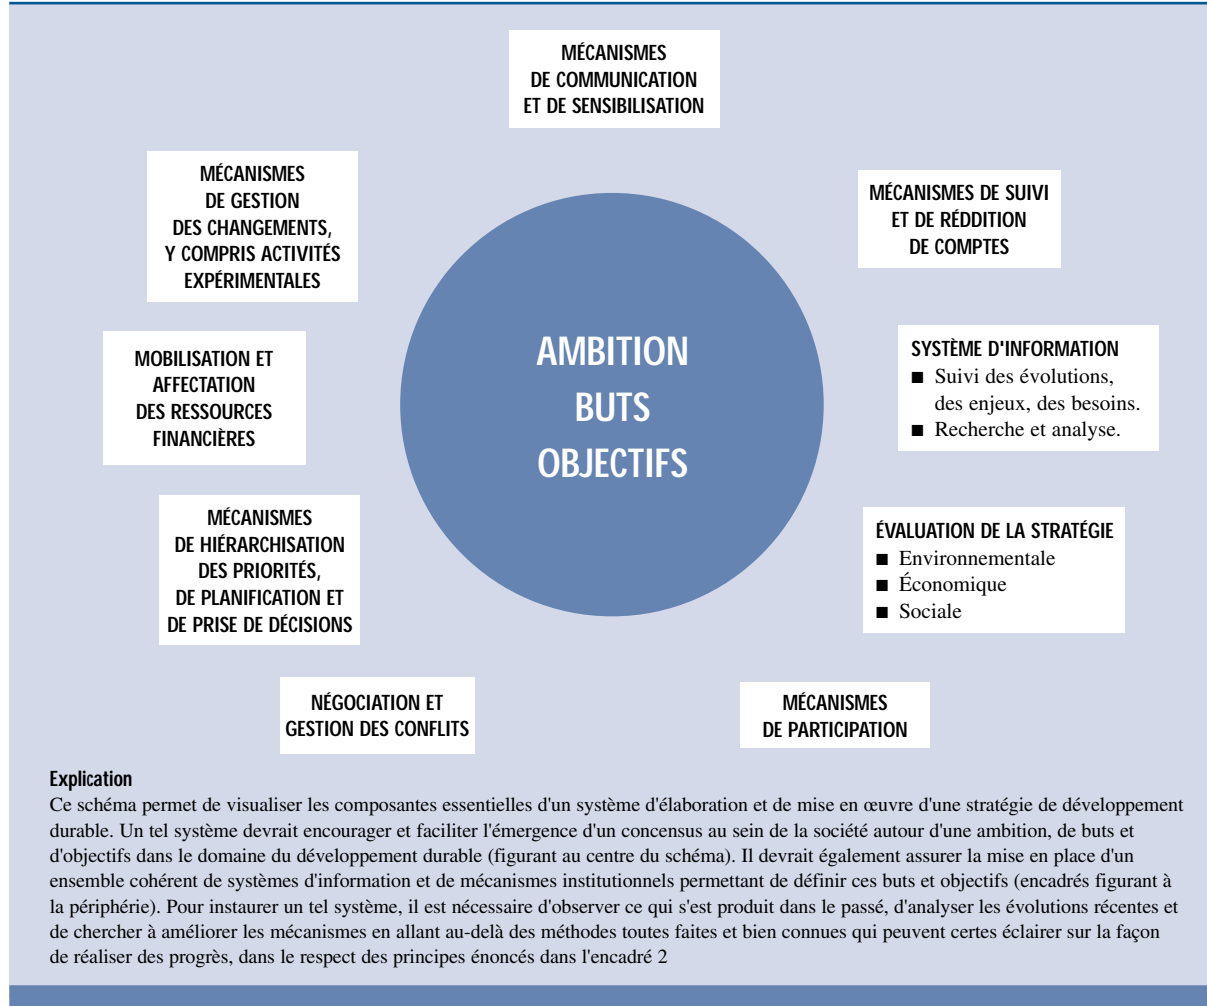 MÉCANISMES
DE COMMUNICATION
ET DE SENSIBILISATION
MÉCANISMES
DE GESTION
DES CHANGEMENTS,
Y COMPRIS ACTIVITÉS
EXPÉRIMENTALES
MÉCANISMES DE SUIVI
ET DE RÉDDITION
DE COMPTES
MOBILISATION ET
AFFECTATION
DES RESSOURCES
FINANCIÈRES
AMBITION
BUTS
OBJECTIFS
SYSTÈME D'INFORMATION
■ Suivi des évolutions,
des enjeux, des besoins.
■ Recherche et analyse.
MÉCANISMES
DE HIÉRARCHISATION
DES PRIORITÉS,
DE PLANIFICATION ET
DE PRISE DE DÉCISIONS
ÉVALUATION DE LA STRATÉGIE
■ Environnementale
■ Économique
■ Sociale
NÉGOCIATION ET
GESTION DES CONFLITS
MÉCANISMES
DE PARTICIPATION
Explication
Ce schéma permet de visualiser les composantes essentielles d'un système d'élaboration et de mise en œuvre d'une stratégie de développement
durable. Un tel système devrait encourager et faciliter l'émergence d'un concensus au sein de la société autour d'une ambition, de buts et
d'objectifs dans le domaine du développement durable (figurant au centre du schéma). Il devrait également assurer la mise en place d'un
ensemble cohérent de systèmes d'information et de mécanismes institutionnels permettant de définir ces buts et objectifs (encadrés figurant à
la périphérie). Pour instaurer un tel système, il est nécessaire d'observer ce qui s'est produit dans le passé, d'analyser les évolutions récentes et
de chercher à améliorer les mécanismes en allant au-delà des méthodes toutes faites et bien connues qui peuvent certes éclairer sur la façon
de réaliser des progrès, dans le respect des principes énoncés dans l'encadré 2